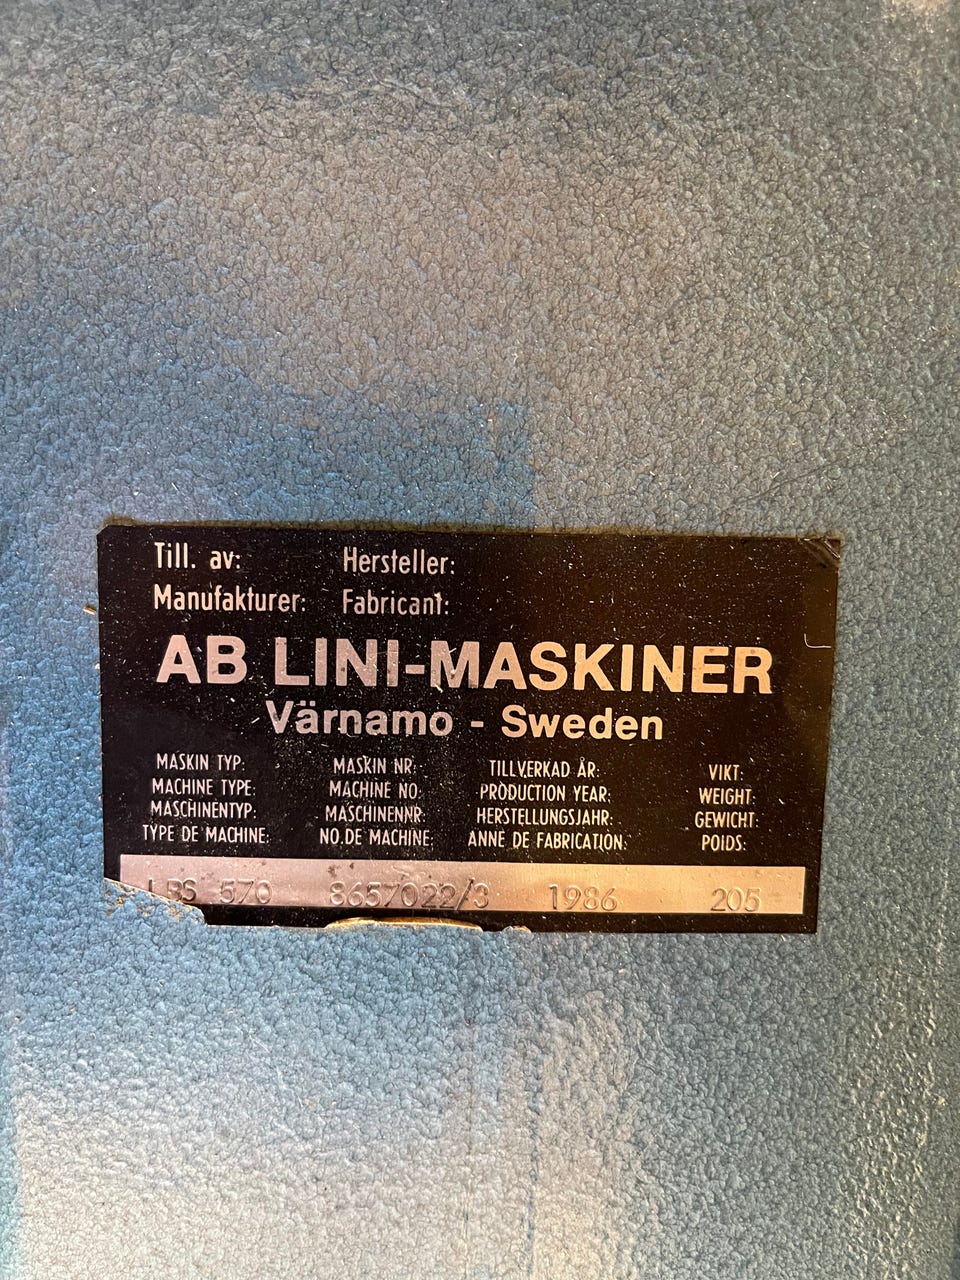 Till. av: Hersteller:
Manufakturer: Fabricant:
AB LINI-MASKINER
Värnamo - Sweden
MASKIN TYP: MASKIN NR: TILLVERKAD ÅR: VIKT:
MACHINE TYPE: MACHINE NO. PRODUCTION YEAR: WEIGHT:
MASCHINENTYP: MASCHINENNR: HERSTELLUNGSJAHR: GEWICHT:
TYPE DE MACHINE: NO.DE MACHINE: ANNE DE FABRICATION: POIDS:
570 8657022/3 1986 205